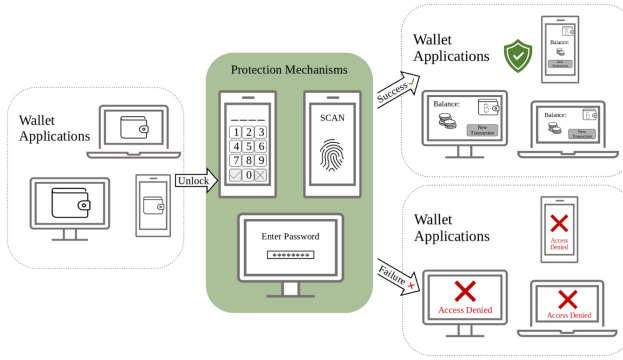 Wallet
Applications
Unlock
Protection Mechanisms
1 2 3
4 5 6
7 8 9
0
SCAN
Enter Password
********
Success
Failure
Wallet
Applications
Balance:
New
Transaction
Balance:
New
Transaction
Balance:
New
Transaction
Wallet
Applications
Access
Denied
Access Denied
Access Denied